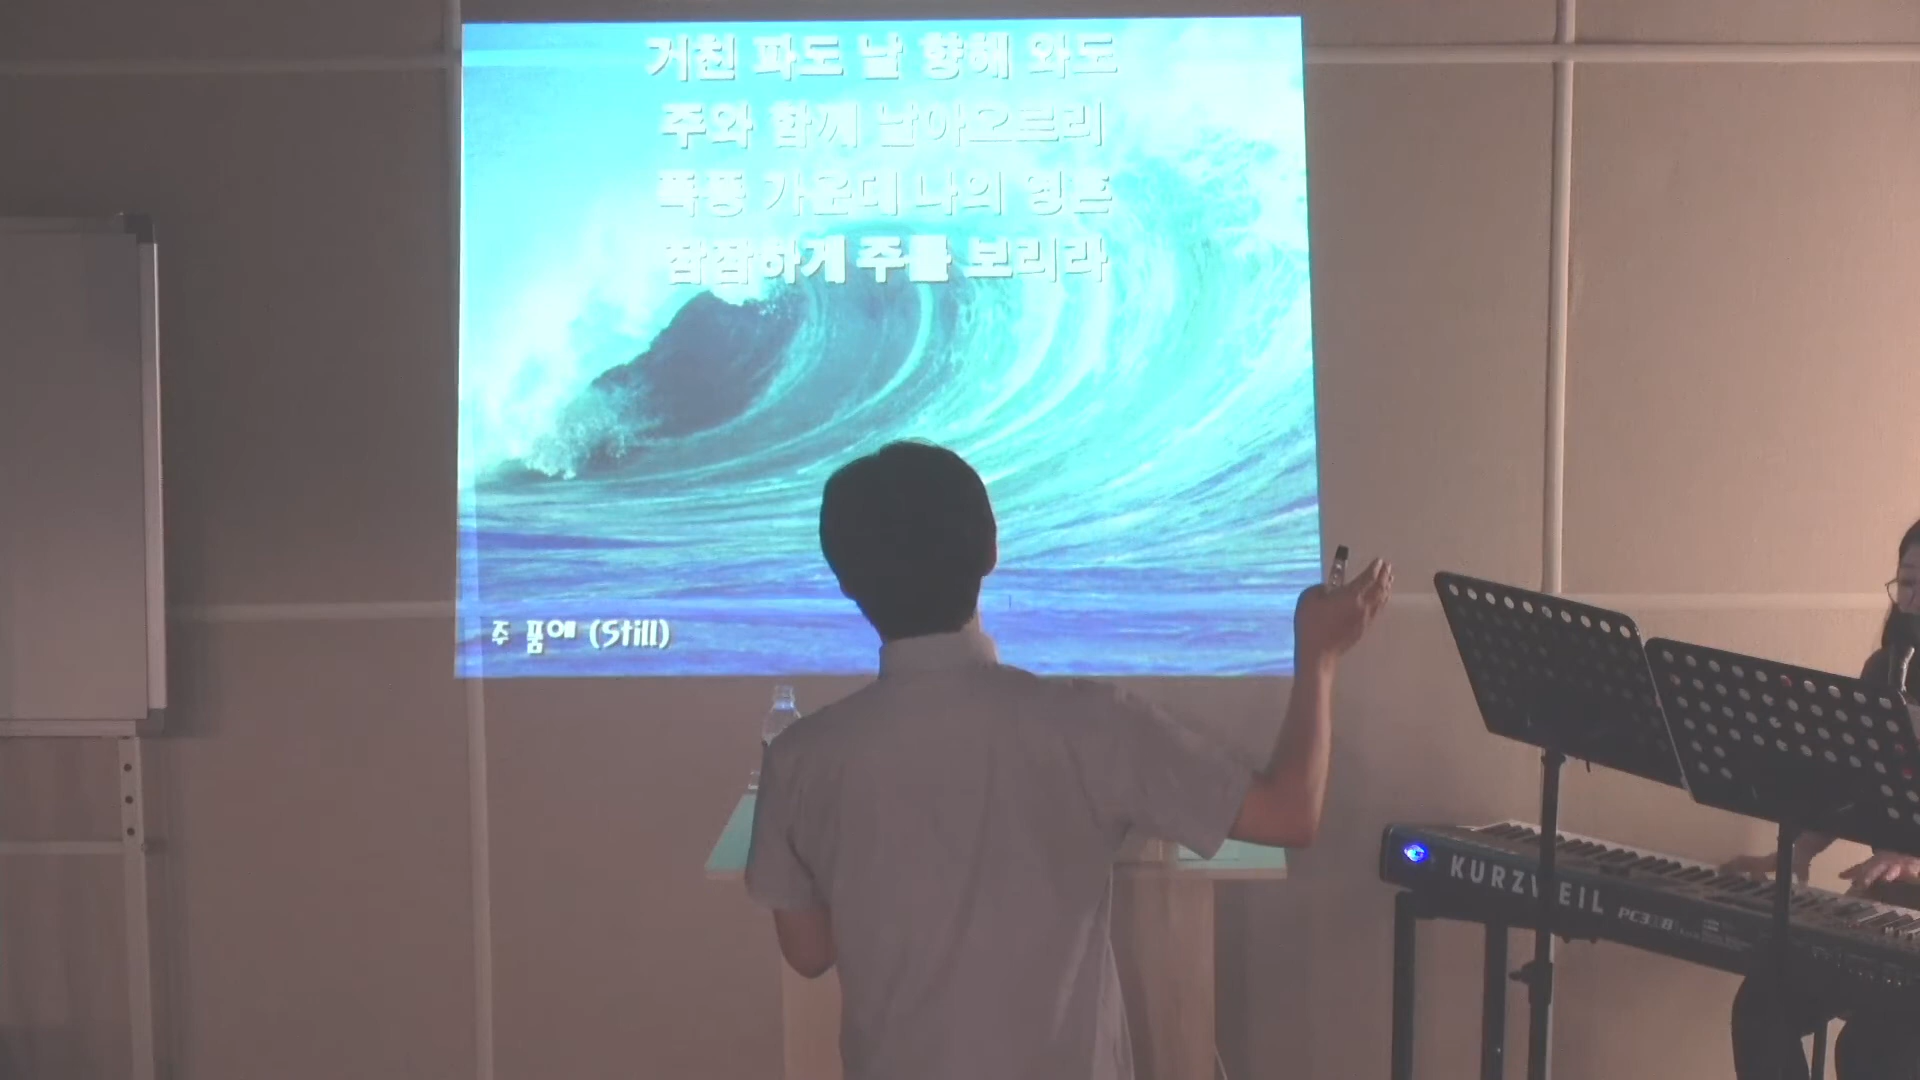 거친 파도 날 향해 와도
주와 함께 날아오르리
폭풍 가운데 나의 영혼
잠잠하게 주를 보리라
주 품에 (Still)
KURZWEIL PC3